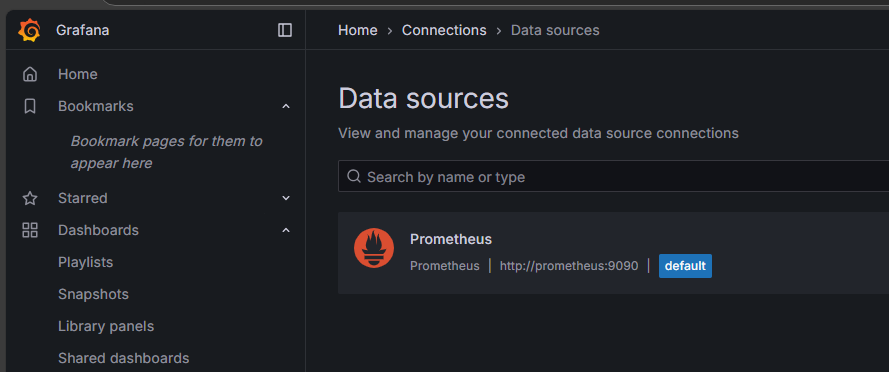 Grafana
Home › Connections › Data sources
Home
Bookmarks
Bookmark pages for them to
appear here
Starred
Dashboards
Playlists
Snapshots
Library panels
Shared dashboards
Data sources
View and manage your connected data source connections
Search by name or type
Prometheus
Prometheus | http://prometheus:9090 | default